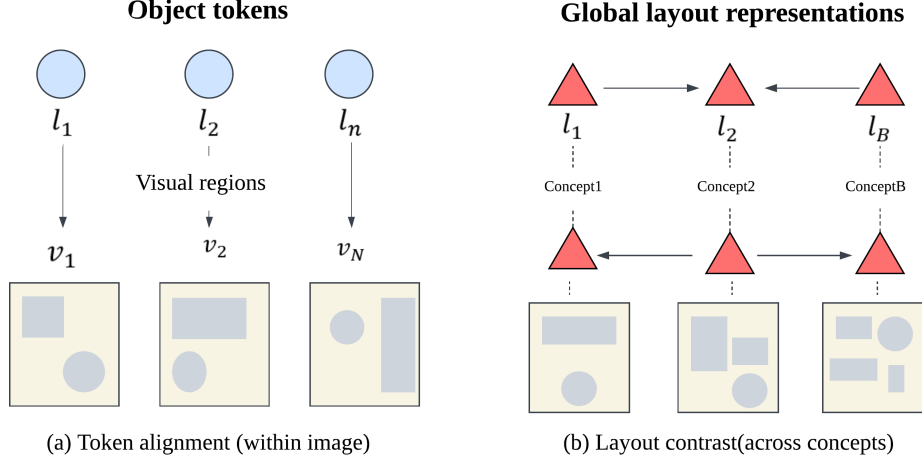 Object tokens
l1 l2 ln
Visual regions
v1 v2 vN
(a) Token alignment (within image)
Global layout representations
l1 l2 lB
Concept1 Concept2 ConceptB
(b) Layout contrast(across concepts)